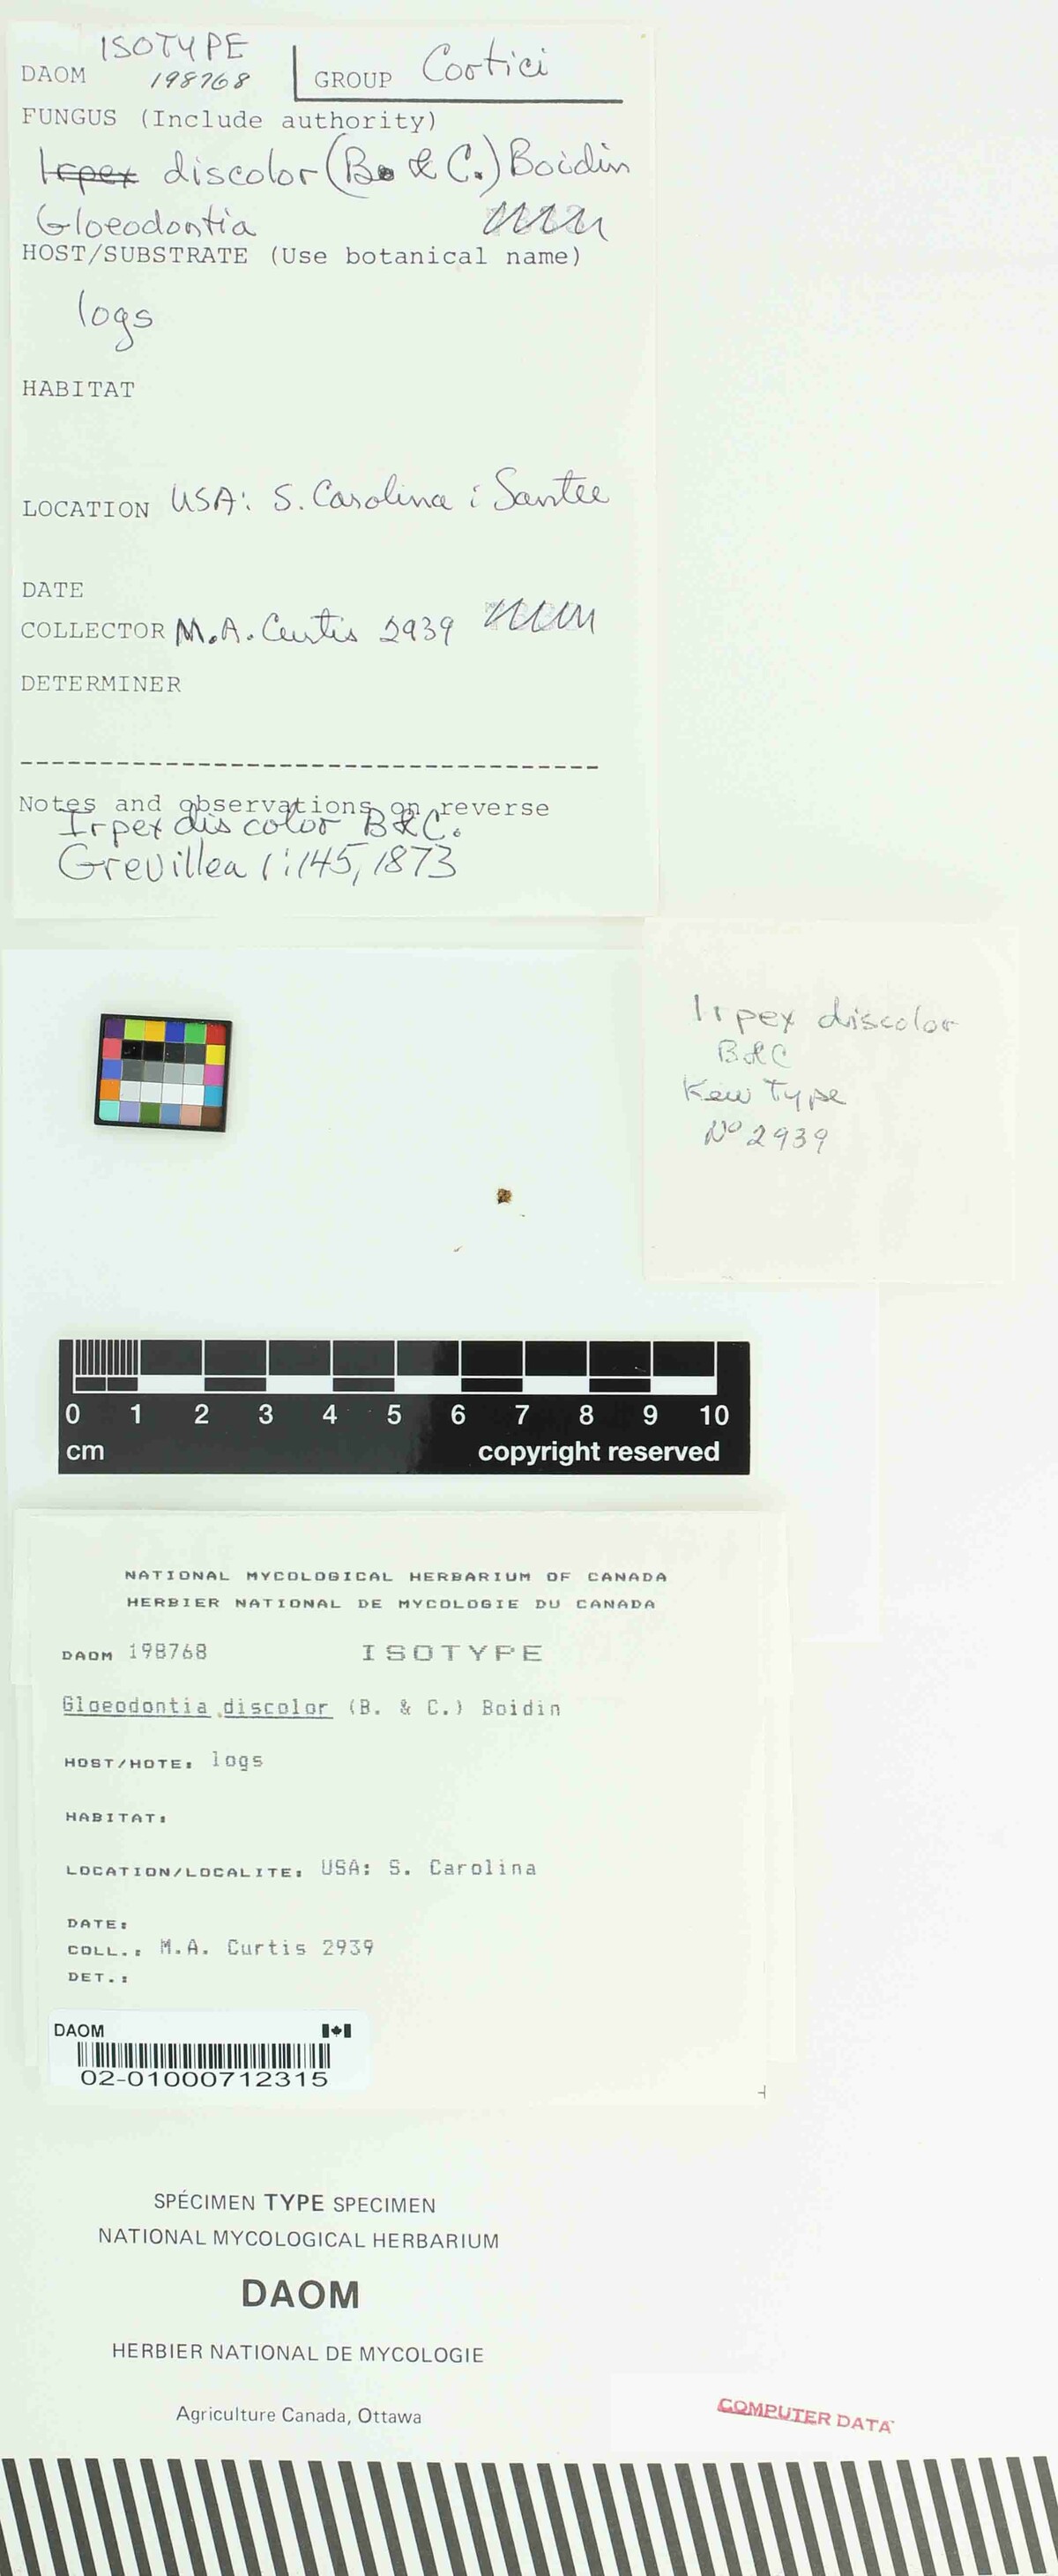 ISOTYPE
DAOM 198768 GROUP Cortici
FUNGUS (Include authority)
Irpex discolor (B. & C.) Boidin
Gloeodontia
HOST/SUBSTRATE (Use botanical name)
logs
HABITAT
LOCATION USA: S. Carolina : Santee
DATE
COLLECTOR M.A. Curtis 2939
DETERMINER
Notes and observations on reverse
Irpex discolor B&C.
Grevillea 1:145, 1873
Irpex discolor
B&C
Kew Type
No 2939
0 1 2 3 4 5 6 7 8 9 10
cm copyright reserved
NATIONAL MYCOLOGICAL HERBARIUM OF CANADA
HERBIER NATIONAL DE MYCOLOGIE DU CANADA
DAOM 198768 ISOTYPE
Gloeodontia discolor (B. & C.) Boidin
HOST/HOTE: logs
HABITAT:
LOCATION/LOCALITE: USA: S. Carolina
DATE:
COLL.: M.A. Curtis 2939
DET.:
DAOM
02-01000712315
SPÉCIMEN TYPE SPECIMEN
NATIONAL MYCOLOGICAL HERBARIUM
DAOM
HERBIER NATIONAL DE MYCOLOGIE
Agriculture Canada, Ottawa
COMPUTER DATA